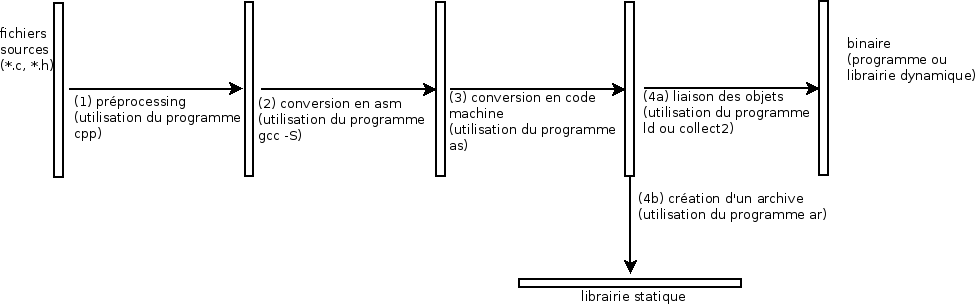 fichiers
sources
(*.c, *.h)
(1) préprocessing
(utilisation du programme
cpp)
(2) conversion en asm
(utilisation du programme
gcc -S)
(3) conversion en code
machine
(utilisation du programme
as)
(4a) liaison des objets
(utilisation du programme
ld ou collect2)
binaire
(programme ou
librairie dynamique)
(4b) création d'un archive
(utilisation du programme ar)
librairie statique